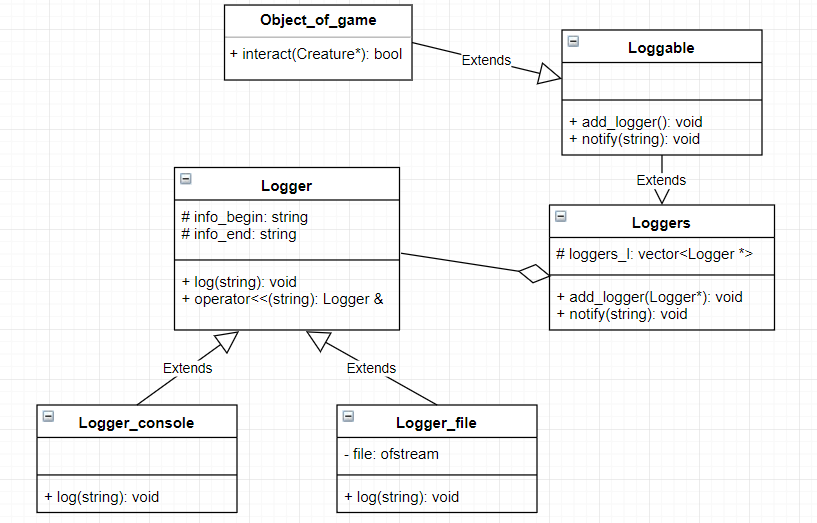 Object_of_game
+ interact(Creature*): bool
Extends
Loggable
+ add_logger(): void
+ notify(string): void
Extends
Logger
# info_begin: string
# info_end: string
+ log(string): void
+ operator<<(string): Logger &
Loggers
# loggers_l: vector<Logger *>
+ add_logger(Logger*): void
+ notify(string): void
Extends
Extends
Logger_console
+ log(string): void
Logger_file
- file: ofstream
+ log(string): void